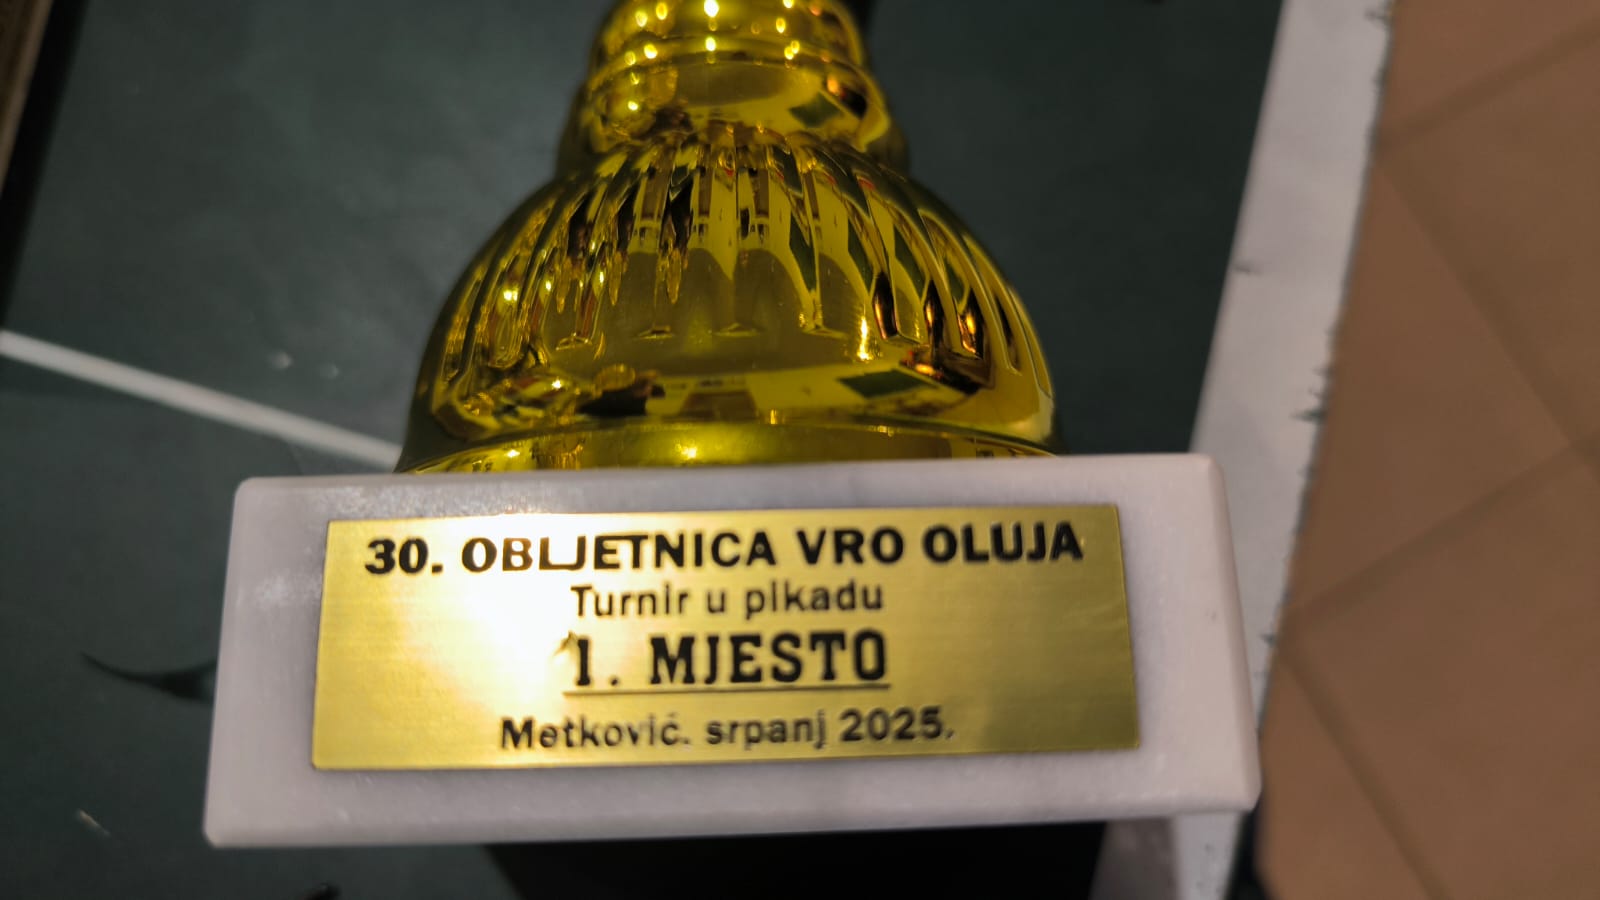 30. OBLJETNICA VRO OLUJA
Turnir u pikadu
1. MJESTO
Metković. srpanj 2025.